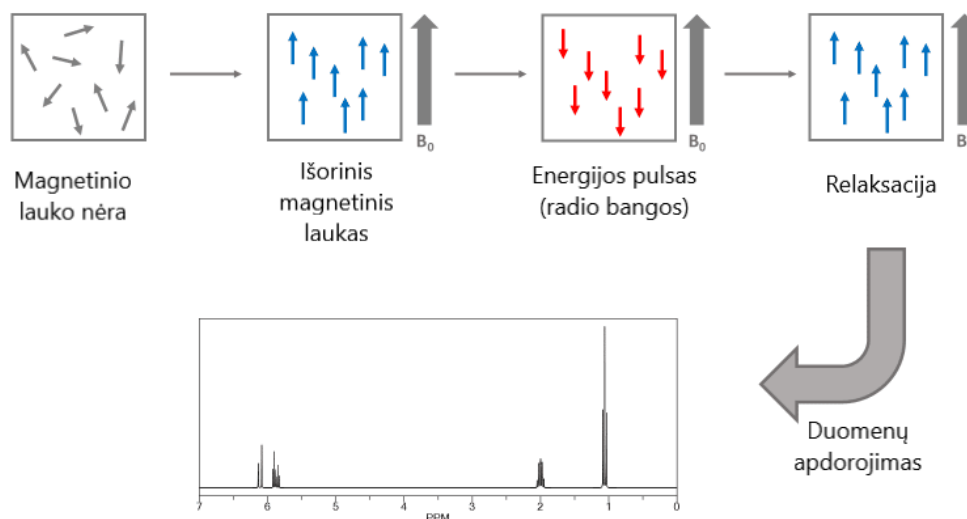 B₀
B₀
B
Magnetinio
lauko nėra
Išorinis
magnetinis
laukas
Energijos pulsas
(radio bangos)
Relaksacija
7 6 5 4 3 2 1 0
PPM
Duomenų
apdorojimas